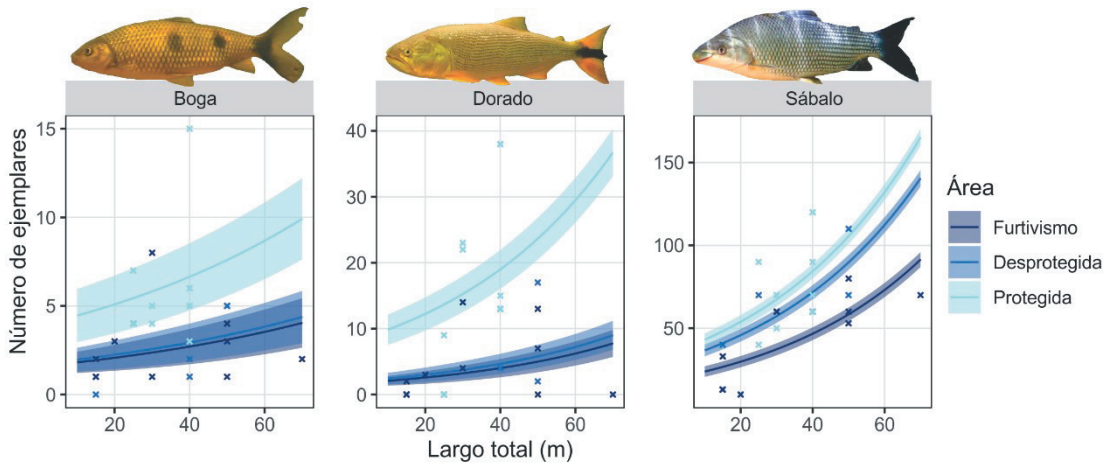 Boga
Dorado
Sábalo
Número de ejemplares
15
10
5
0
20
40
60
40
30
20
10
0
20
40
60
150
100
50
20
40
60
Largo total (m)
Área
Furtivismo
Desprotegida
Protegida